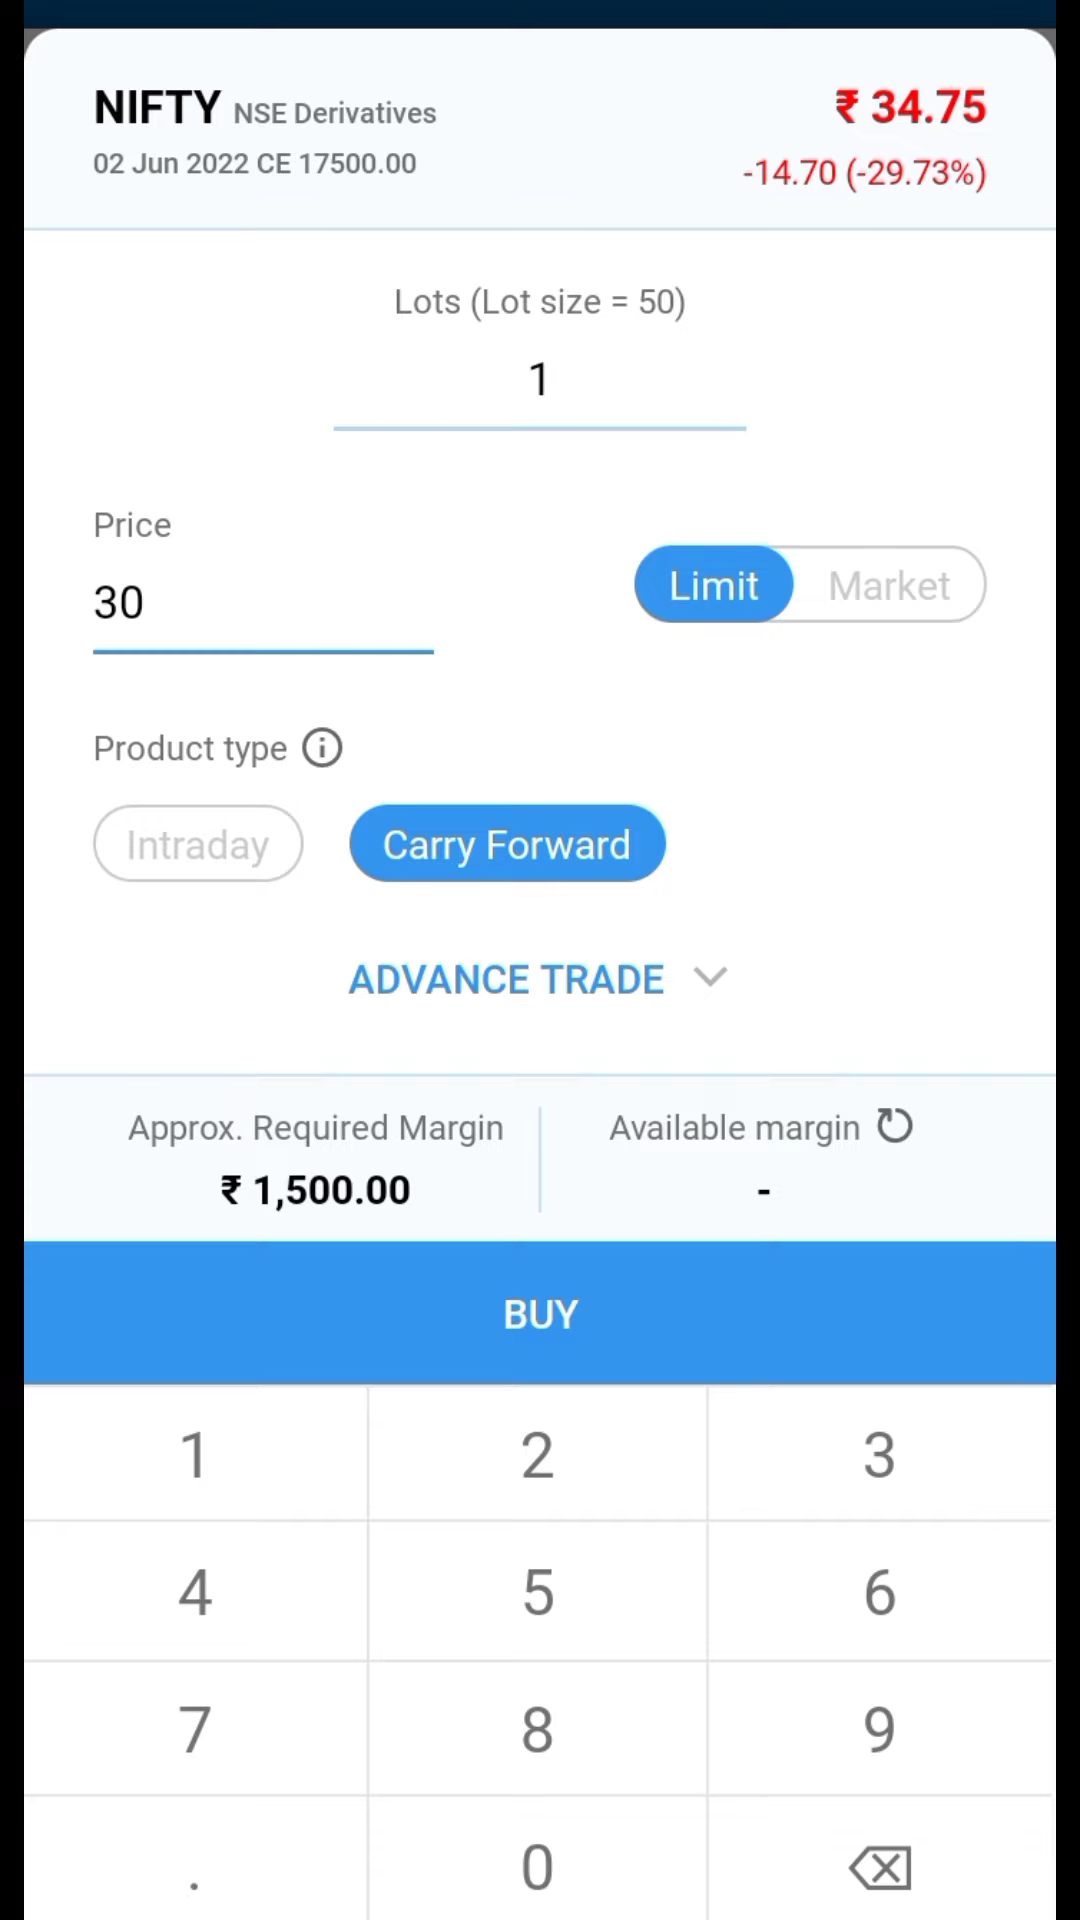 NIFTY NSE Derivatives ₹ 34.75
02 Jun 2022 CE 17500.00 -14.70 (-29.73%)
Lots (Lot size = 50)
1
Price
30
Limit Market
Product type
Intraday Carry Forward
ADVANCE TRADE
Approx. Required Margin Available margin
₹ 1,500.00 -
BUY
1 2 3
4 5 6
7 8 9
. 0